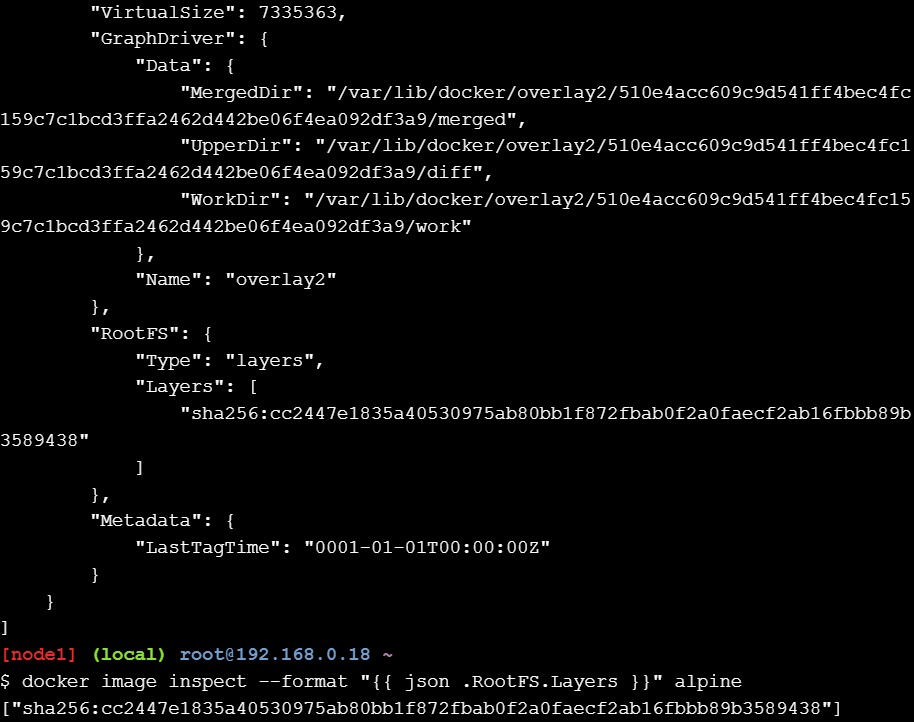 "VirtualSize": 7335363,
        "GraphDriver": {
            "Data": {
                "MergedDir": "/var/lib/docker/overlay2/510e4acc609c9d541ff4bec4fc
159c7c1bcd3ffa2462d442be06f4ea092df3a9/merged",
                "UpperDir": "/var/lib/docker/overlay2/510e4acc609c9d541ff4bec4fc1
59c7c1bcd3ffa2462d442be06f4ea092df3a9/diff",
                "WorkDir": "/var/lib/docker/overlay2/510e4acc609c9d541ff4bec4fc15
9c7c1bcd3ffa2462d442be06f4ea092df3a9/work"
            },
            "Name": "overlay2"
        },
        "RootFS": {
            "Type": "layers",
            "Layers": [
                "sha256:cc2447e1835a40530975ab80bb1f872fbab0f2a0faecf2ab16fbbb89b
3589438"
            ]
        },
        "Metadata": {
            "LastTagTime": "0001-01-01T00:00:00Z"
        }
    }
]
[node1] (local) root@192.168.0.18 ~
$ docker image inspect --format "{{ json .RootFS.Layers }}" alpine
["sha256:cc2447e1835a40530975ab80bb1f872fbab0f2a0faecf2ab16fbbb89b3589438"]